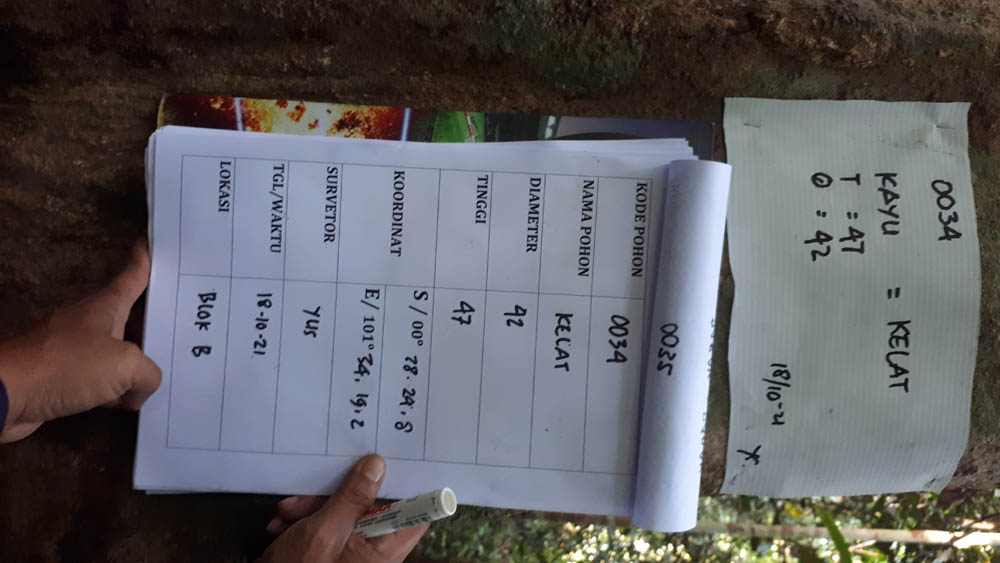 0034
KAYU = KELAT
T = 47
Ø = 42
18/10-21
0035
KODE POHON 0034
NAMA POHON KELAT
DIAMETER 42
TINGGI 47
KOORDINAT
S / 00° 28. 29. 8
E/ 101° 34. 19. 2
SURVETOR YUS
TGL/WAKTU 18-10-21
LOKASI BLOK B